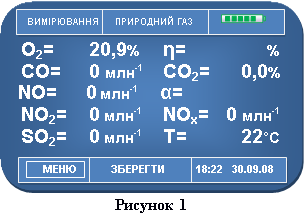 ВИМІРЮВАННЯ ПРИРОДНИЙ ГАЗ
O₂= 20,9% η= %
CO= 0 млн⁻¹ CO₂= 0,0%
NO= 0 млн⁻¹ α=
NO₂= 0 млн⁻¹ NOₓ= 0 млн⁻¹
SO₂= 0 млн⁻¹ T= 22°C
МЕНЮ ЗБЕРЕГТИ 18:22 30.09.08
Рисунок 1